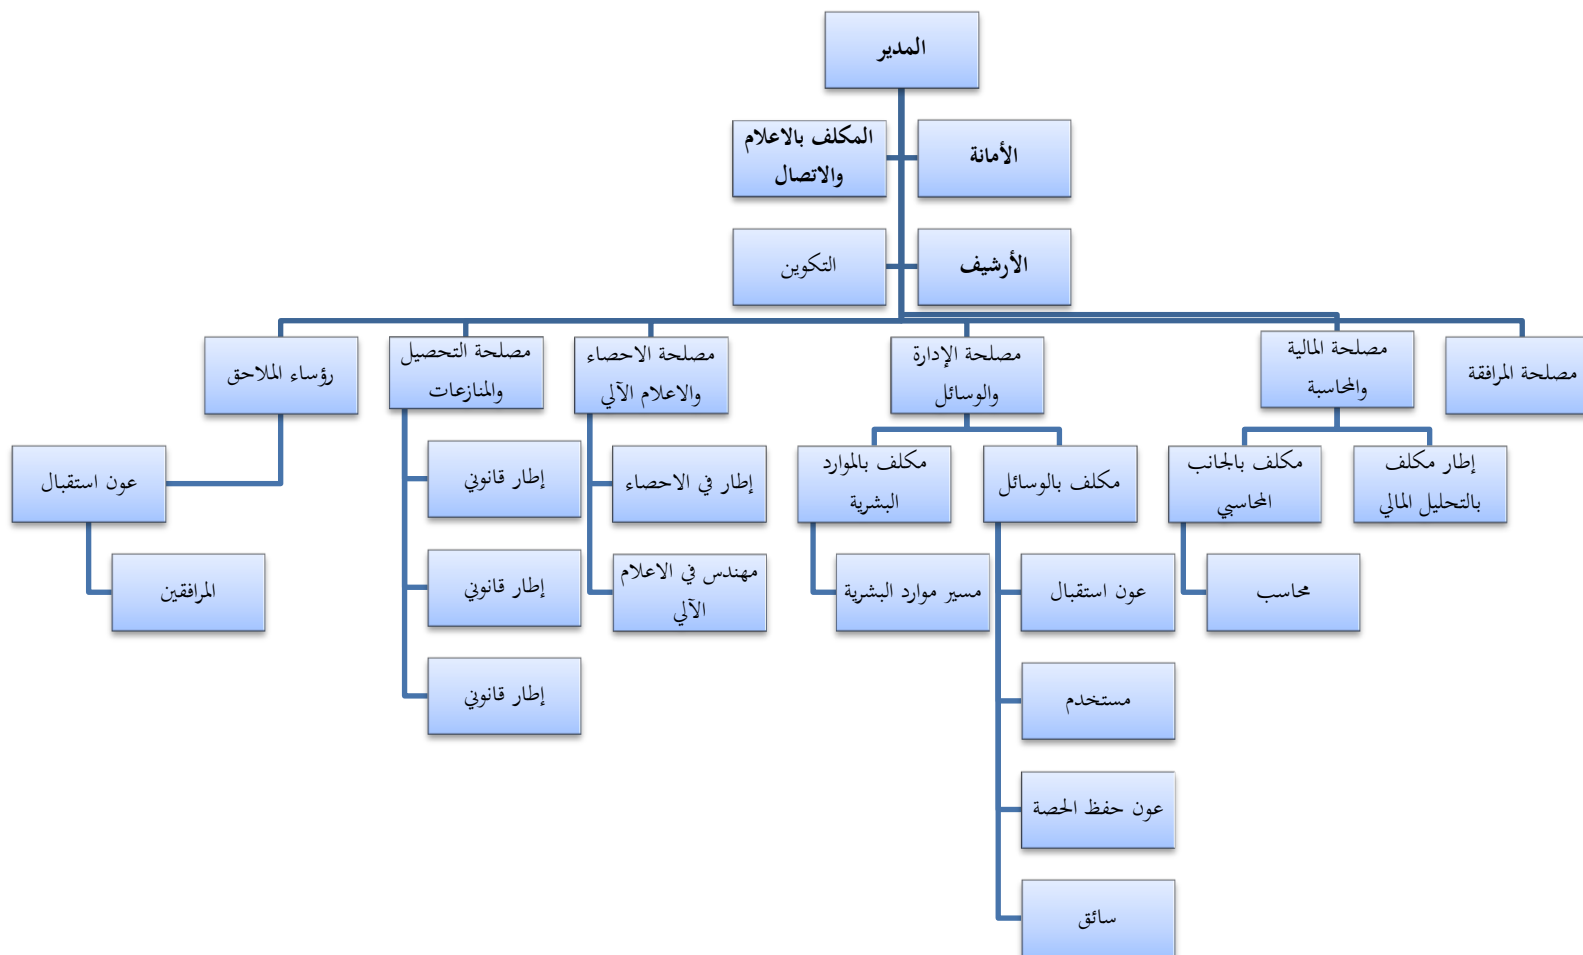 المدير
الأمانة
المكلف بالاعلام
والاتصال
الأرشيف
التكوين
مصلحة المرافقة
مصلحة المالية
والمحاسبة
مصلحة الإدارة
والوسائل
مصلحة الاحصاء
والاعلام الآلي
مصلحة التحصيل
والمنازعات
رؤساء الملاحق
إطار مكلف
بالتحليل المالي
مكلف بالجانب
المحاسبي
محاسب
مكلف بالوسائل
عون استقبال
مستخدم
عون حفظ الحصة
سائق
مكلف بالموارد
البشرية
مسير موارد البشرية
إطار في الاحصاء
مهندس في الاعلام
الآلي
إطار قانوني
إطار قانوني
إطار قانوني
عون استقبال
المرافقين